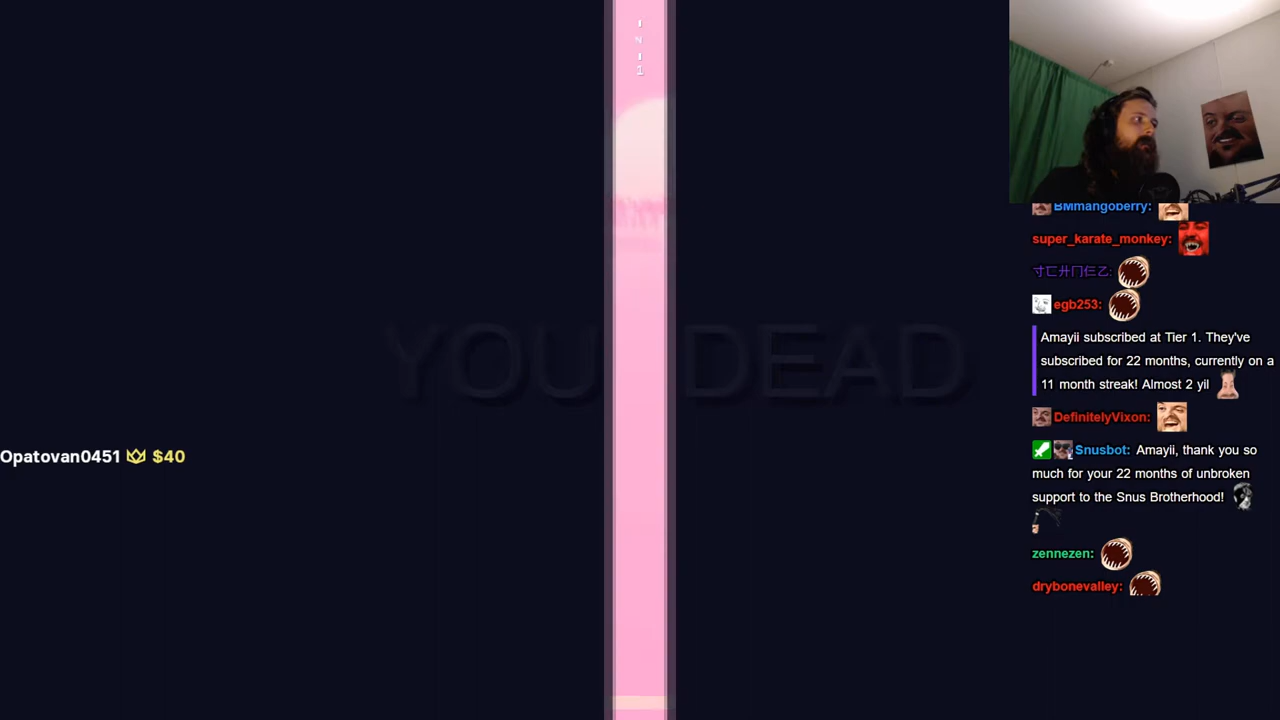 I
N
I
1
YOU DEAD
Opatovan0451 $40
BMmangoberry:
super_karate_monkey:
egb253:
Amayii subscribed at Tier 1. They've
subscribed for 22 months, currently on a
11 month streak! Almost 2 yil
DefinitelyVixon:
Snusbot: Amayii, thank you so
much for your 22 months of unbroken
support to the Snus Brotherhood!
zennezen:
drybonevalley: